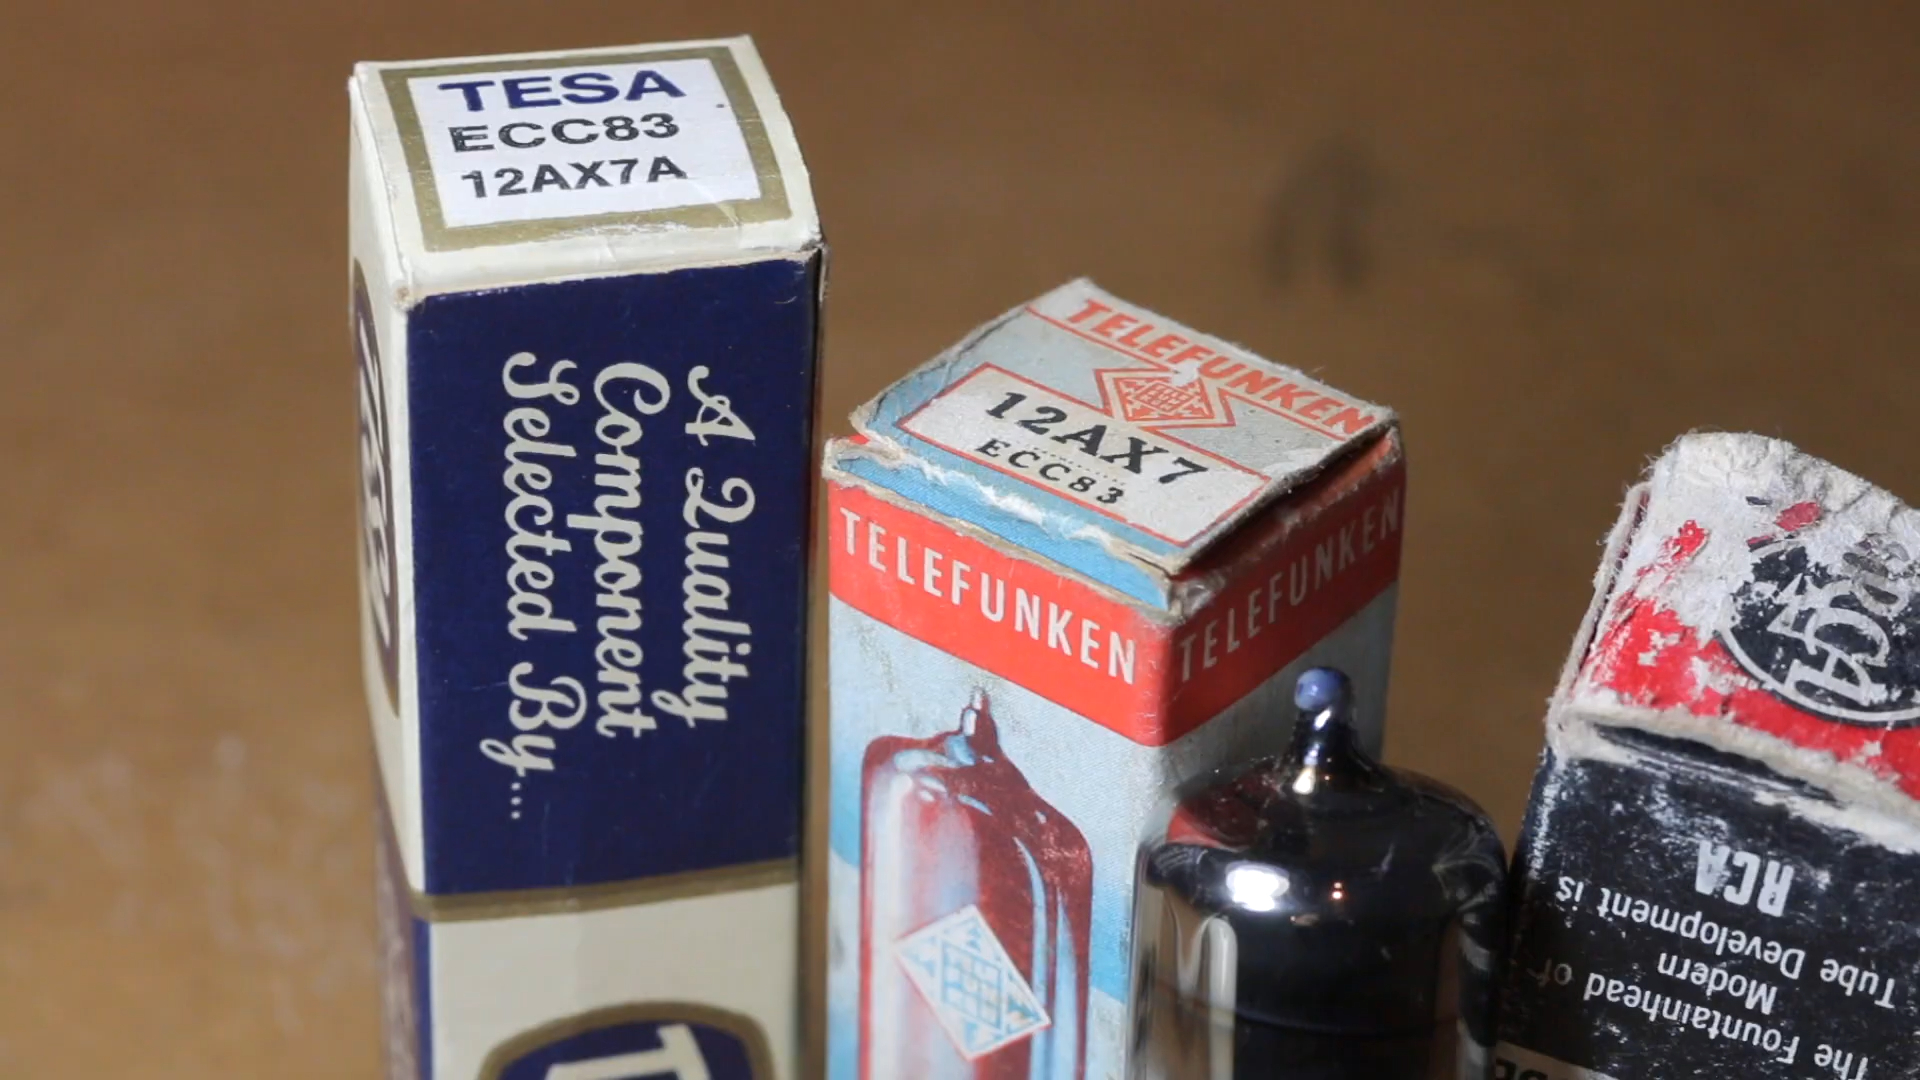 TESA
ECC83
12AX7A
A Quality
Component
Selected By...
TELEFUNKEN
12AX7
ECC83
TELEFUNKEN
TELEFUNKEN
RCA
The Fountainhead of
Modern
Tube Development is
RCA